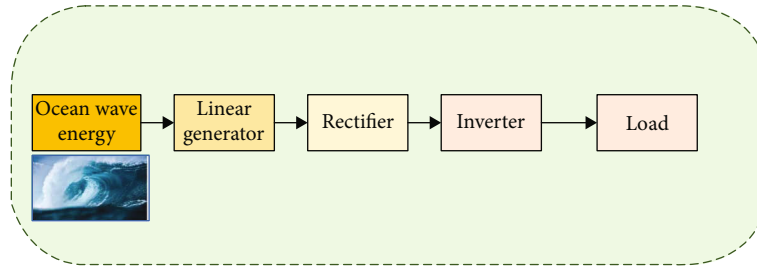 Ocean wave
energy
Linear
generator
Rectifier
Inverter
Load